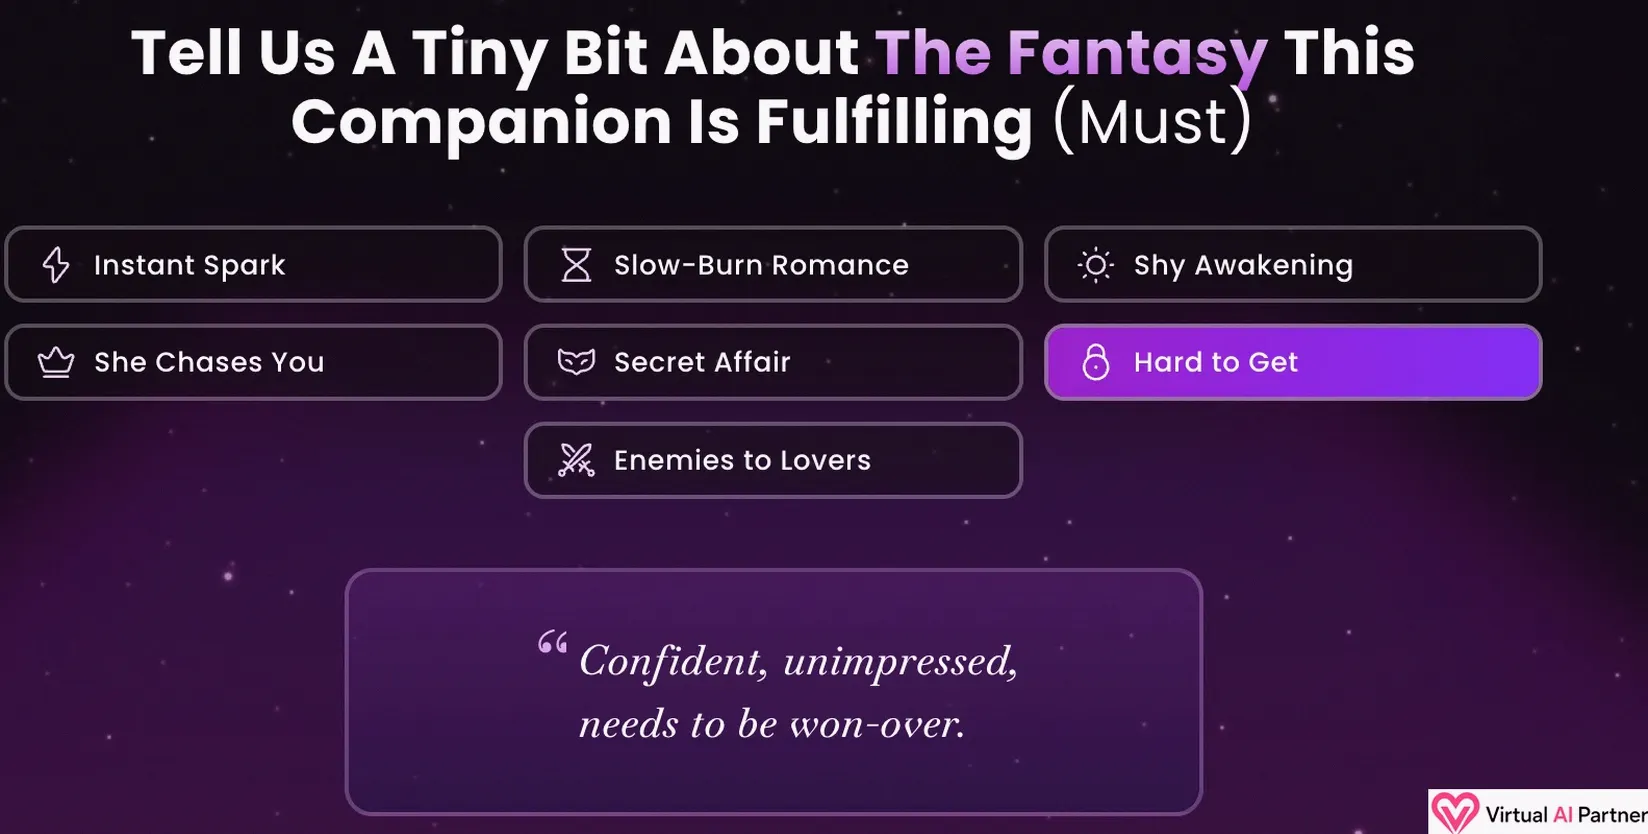 Tell Us A Tiny Bit About The Fantasy This
Companion Is Fulfilling (Must)
Instant Spark
Slow-Burn Romance
Shy Awakening
She Chases You
Secret Affair
Hard to Get
Enemies to Lovers
“ Confident, unimpressed,
needs to be won-over.
Virtual AI Partner